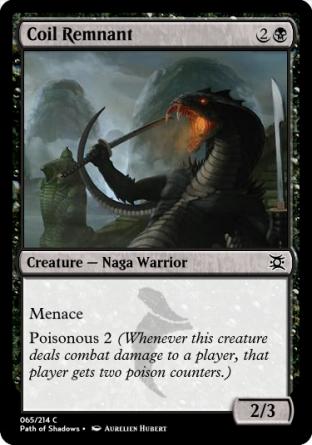 Coil Remnant 2
Creature — Naga Warrior
Menace
Poisonous 2 (Whenever this creature
deals combat damage to a player, that
player gets two poison counters.)
2/3
065/214 C
Path of Shadows • Aurelien Hubert